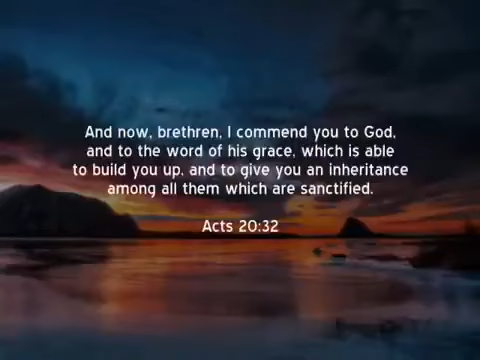 And now, brethren, I commend you to God,
and to the word of his grace, which is able
to build you up, and to give you an inheritance
among all them which are sanctified.
Acts 20:32